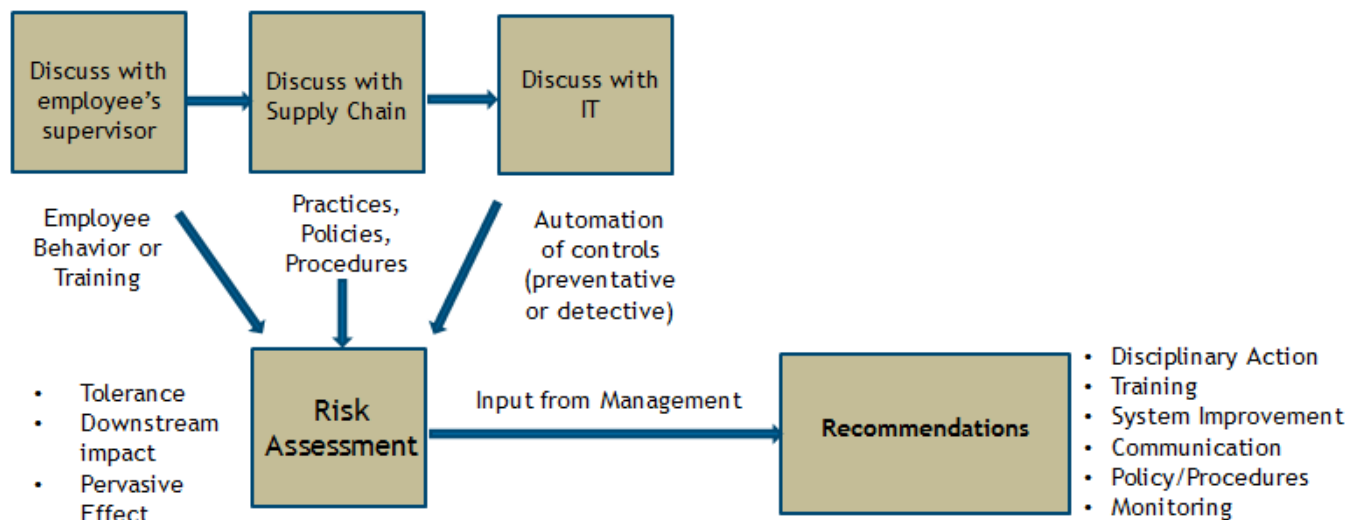 Discuss with
employee's
supervisor
Discuss with
Supply Chain
Discuss with
IT
Employee
Behavior or
Training
Practices,
Policies,
Procedures
Automation
of controls
(preventative
or detective)
• Tolerance
• Downstream
impact
• Pervasive
Effect
Risk
Assessment
Input from Management
Recommendations
• Disciplinary Action
• Training
• System Improvement
• Communication
• Policy/Procedures
• Monitoring